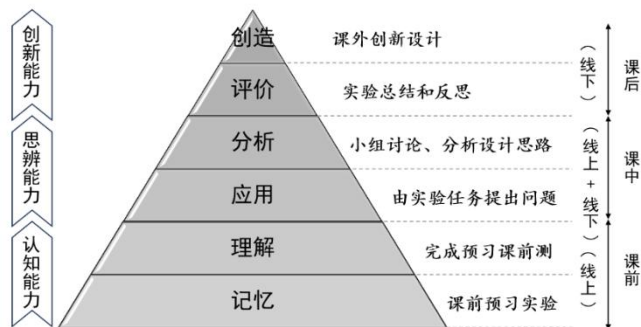 创新能力
创造
课外创新设计
评价
实验总结和反思
（线下）
课后
思辨能力
分析
小组讨论、分析设计思路
应用
由实验任务提出问题
（线上+线下）
课中
认知能力
理解
完成预习课前测
记忆
课前预习实验
（线上）
课前